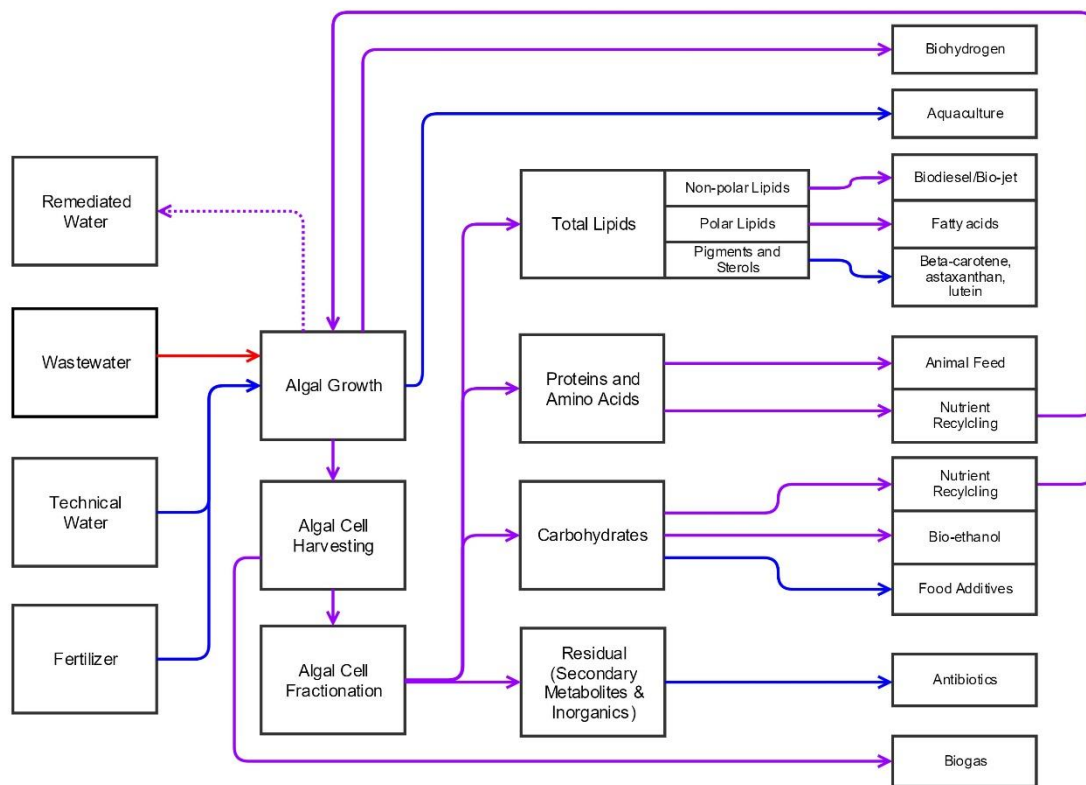 Biohydrogen
Aquaculture
Remediated
Water
Total Lipids
Non-polar Lipids
Polar Lipids
Pigments and
Sterols
Biodiesel/Bio-jet
Fatty acids
Beta-carotene,
astaxanthan,
lutein
Wastewater
Algal Growth
Proteins and
Amino Acids
Animal Feed
Nutrient
Recylcling
Technical
Water
Algal Cell
Harvesting
Carbohydrates
Nutrient
Recylcling
Bio-ethanol
Food Additives
Fertilizer
Algal Cell
Fractionation
Residual
(Secondary
Metabolites &
Inorganics)
Antibiotics
Biogas